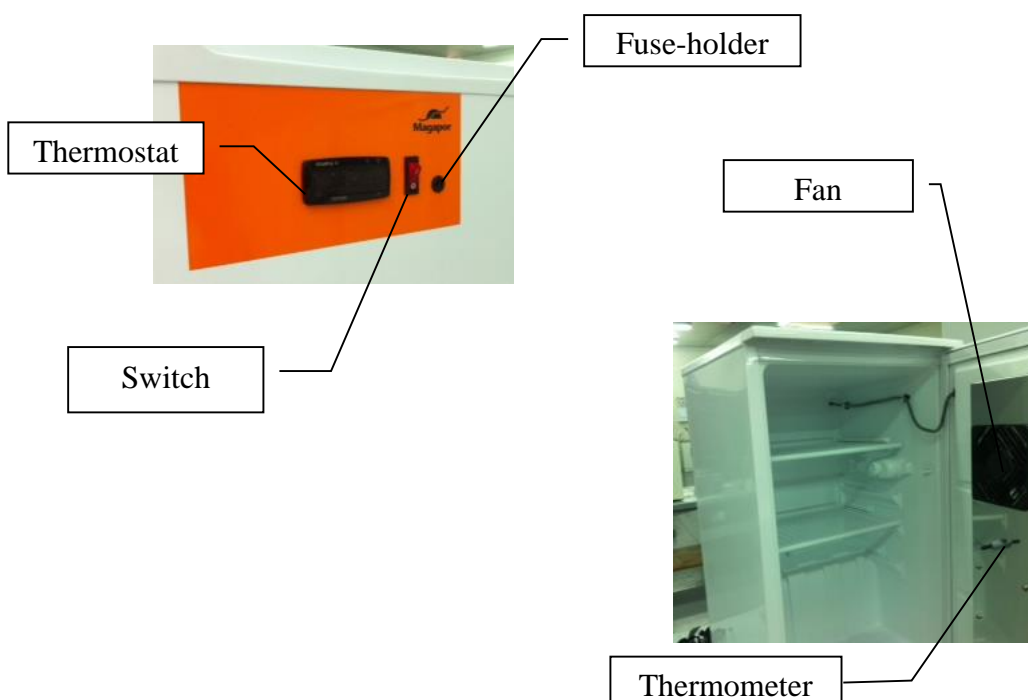 Fuse-holder
Magapor
Thermostat
Fan
Switch
Thermometer